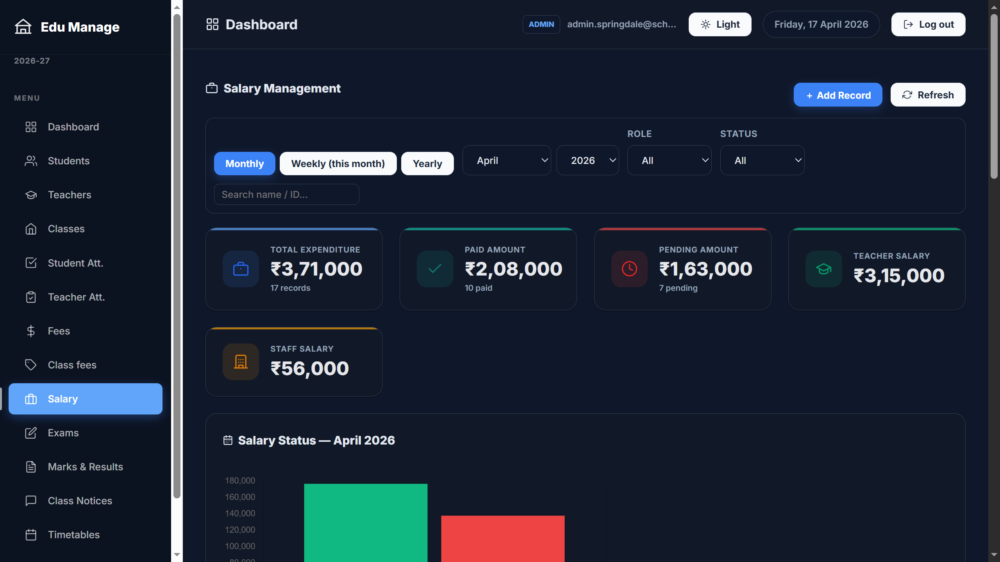 Edu Manage
2026-27
MENU
Dashboard
Students
Teachers
Classes
Student Att.
Teacher Att.
Fees
Class fees
Salary
Exams
Marks & Results
Class Notices
Timetables
Dashboard
ADMIN
admin.springdale@sch...
Light
Friday, 17 April 2026
Log out
Salary Management
+ Add Record
Refresh
ROLE
STATUS
Monthly
Weekly (this month)
Yearly
April
2026
All
All
Search name / ID...
TOTAL EXPENDITURE
₹3,71,000
17 records
PAID AMOUNT
₹2,08,000
10 paid
PENDING AMOUNT
₹1,63,000
7 pending
TEACHER SALARY
₹3,15,000
STAFF SALARY
₹56,000
Salary Status — April 2026
180,000
160,000
140,000
120,000
100,000
80,000